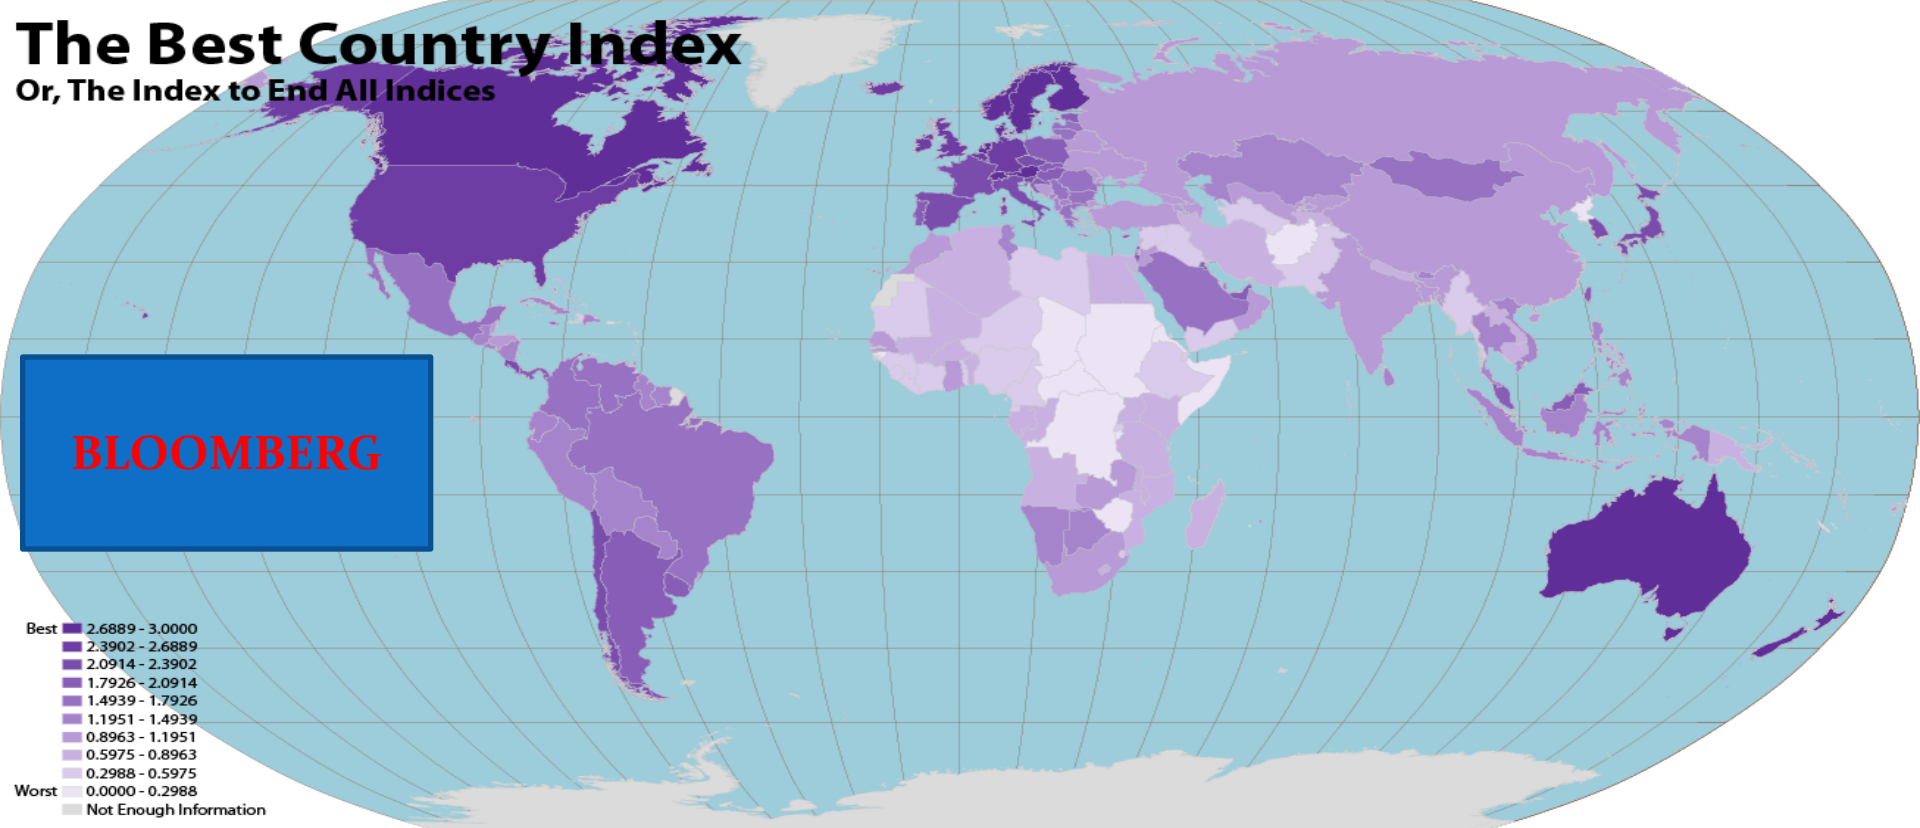 The Best Country Index
Or, The Index to End All Indices
BLOOMBERG
Best 2.6889 - 3.0000
2.3902 - 2.6889
2.0914 - 2.3902
1.7926 - 2.0914
1.4939 - 1.7926
1.1951 - 1.4939
0.8963 - 1.1951
0.5975 - 0.8963
0.2988 - 0.5975
Worst 0.0000 - 0.2988
Not Enough Information